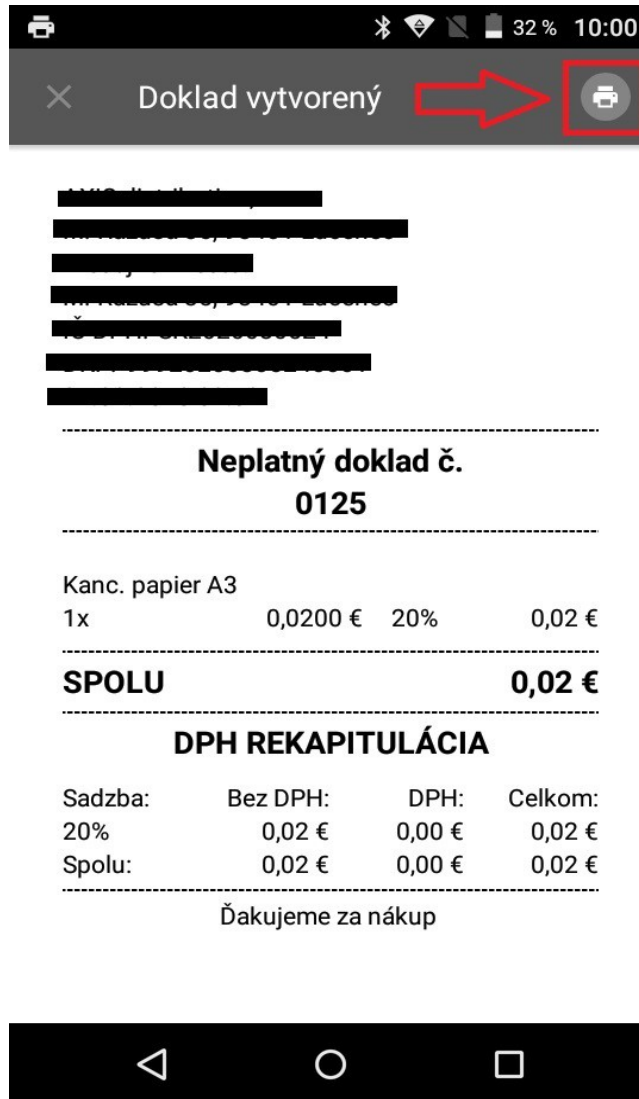 32 % 10:00
Doklad vytvorený
Neplatný doklad č.
0125
Kanc. papier A3
1x 0,0200 € 20% 0,02 €
SPOLU 0,02 €
DPH REKAPITULÁCIA
Sadzba: Bez DPH: DPH: Celkom:
20% 0,02 € 0,00 € 0,02 €
Spolu: 0,02 € 0,00 € 0,02 €
Ďakujeme za nákup